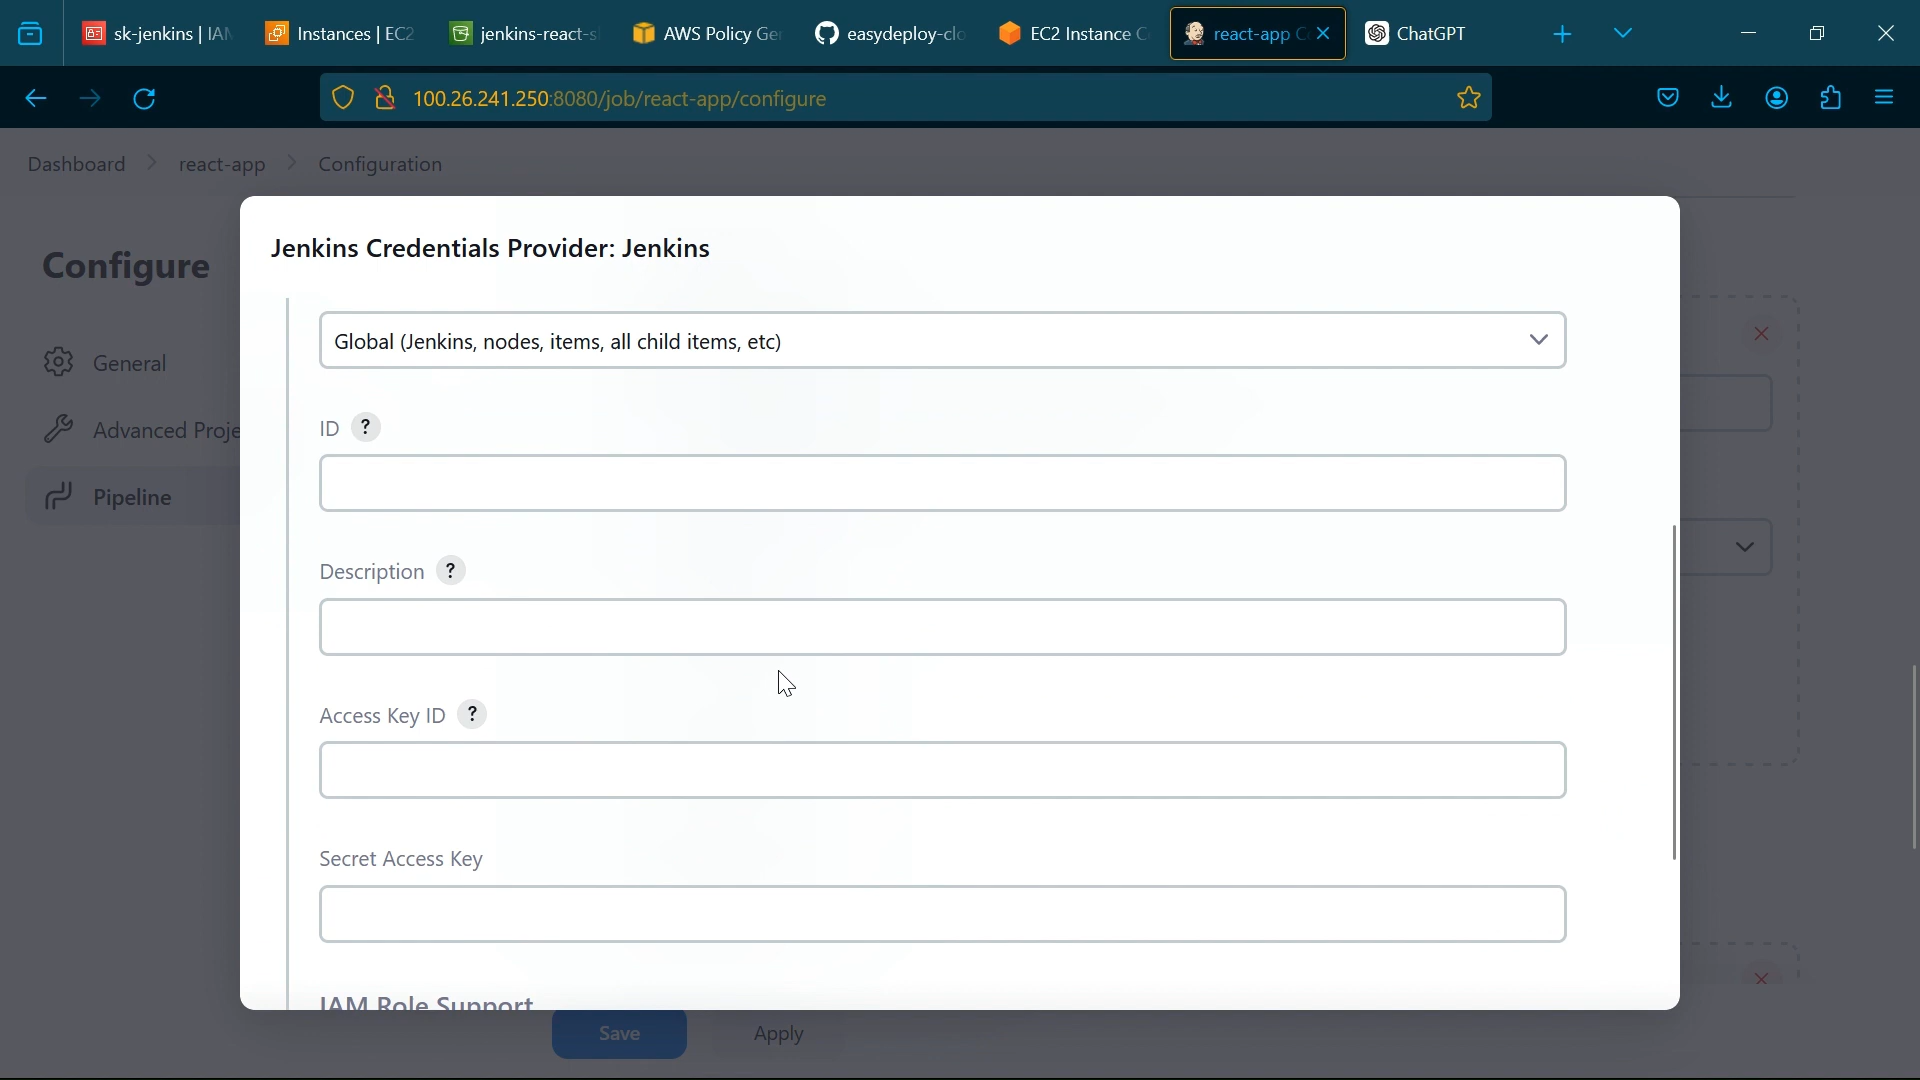 sk-jenkins | IAM
Instances | EC2
jenkins-react-s
AWS Policy Ge
easydeploy-clo
EC2 Instance C
react-app C
ChatGPT
100.26.241.250:8080/job/react-app/configure
Dashboard
react-app
Configuration
Configure
General
Advanced Proje
Pipeline
Jenkins Credentials Provider: Jenkins
Global (Jenkins, nodes, items, all child items, etc)
ID ?
Description ?
Access Key ID ?
Secret Access Key
IAM Role Support
Save
Apply